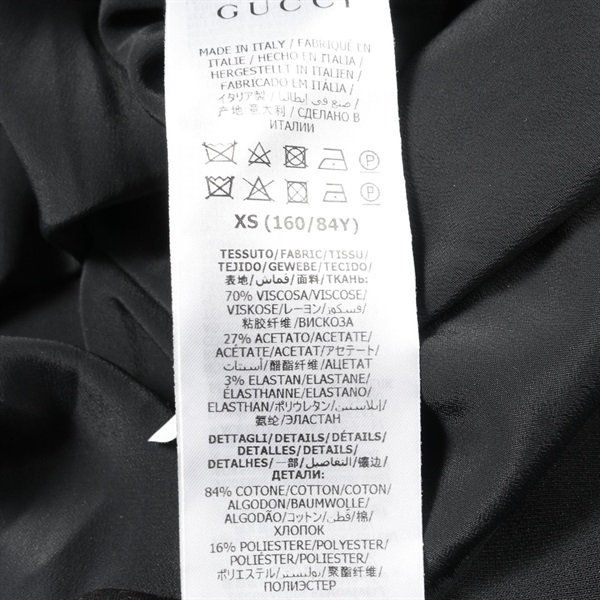 GUCCI
MADE IN ITALY / FABRIQUÉ EN
ITALIE / HECHO EN ITALIA /
HERGESTELLT IN ITALIEN /
FABRICADO EM ITÁLIA /
イタリア製 / صنع في إيطاليا /
产地 意大利 / СДЕЛАНО В
ИТАЛИИ
P
P
XS (160/84Y)
TESSUTO/FABRIC/TISSU/
TEJIDO/GEWEBE/TECIDO/
表地/قماش/面料/ТКАНЬ:
70% VISCOSA/VISCOSE/
VISKOSE/レーヨン/فسكوز/
粘胶纤维/ВИСКОЗА
27% ACETATO/ACETATE/
ACÉTATE/ACETAT/アセテート/
أسيتات/醋酯纤维/АЦЕТАТ
3% ELASTAN/ELASTANE/
ÉLASTHANNE/ELASTANO/
ELASTHAN/ポリウレタン/إيلاستين/
氨纶/ЭЛАСТАН
DETTAGLI/DETAILS/DÉTAILS/
DETALLES/DETAILS/
DETALHES/一部/التفاصيل/镶边/
ДЕТАЛИ:
84% COTONE/COTTON/COTON/
ALGODON/BAUMWOLLE/
ALGODÃO/コットン/قطن/棉/
ХЛОПОК
16% POLIESTERE/POLYESTER/
POLIÉSTER/POLYESTER/
ポリエステル/بوليستر/聚酯纤维/
ПОЛИЭСТЕР